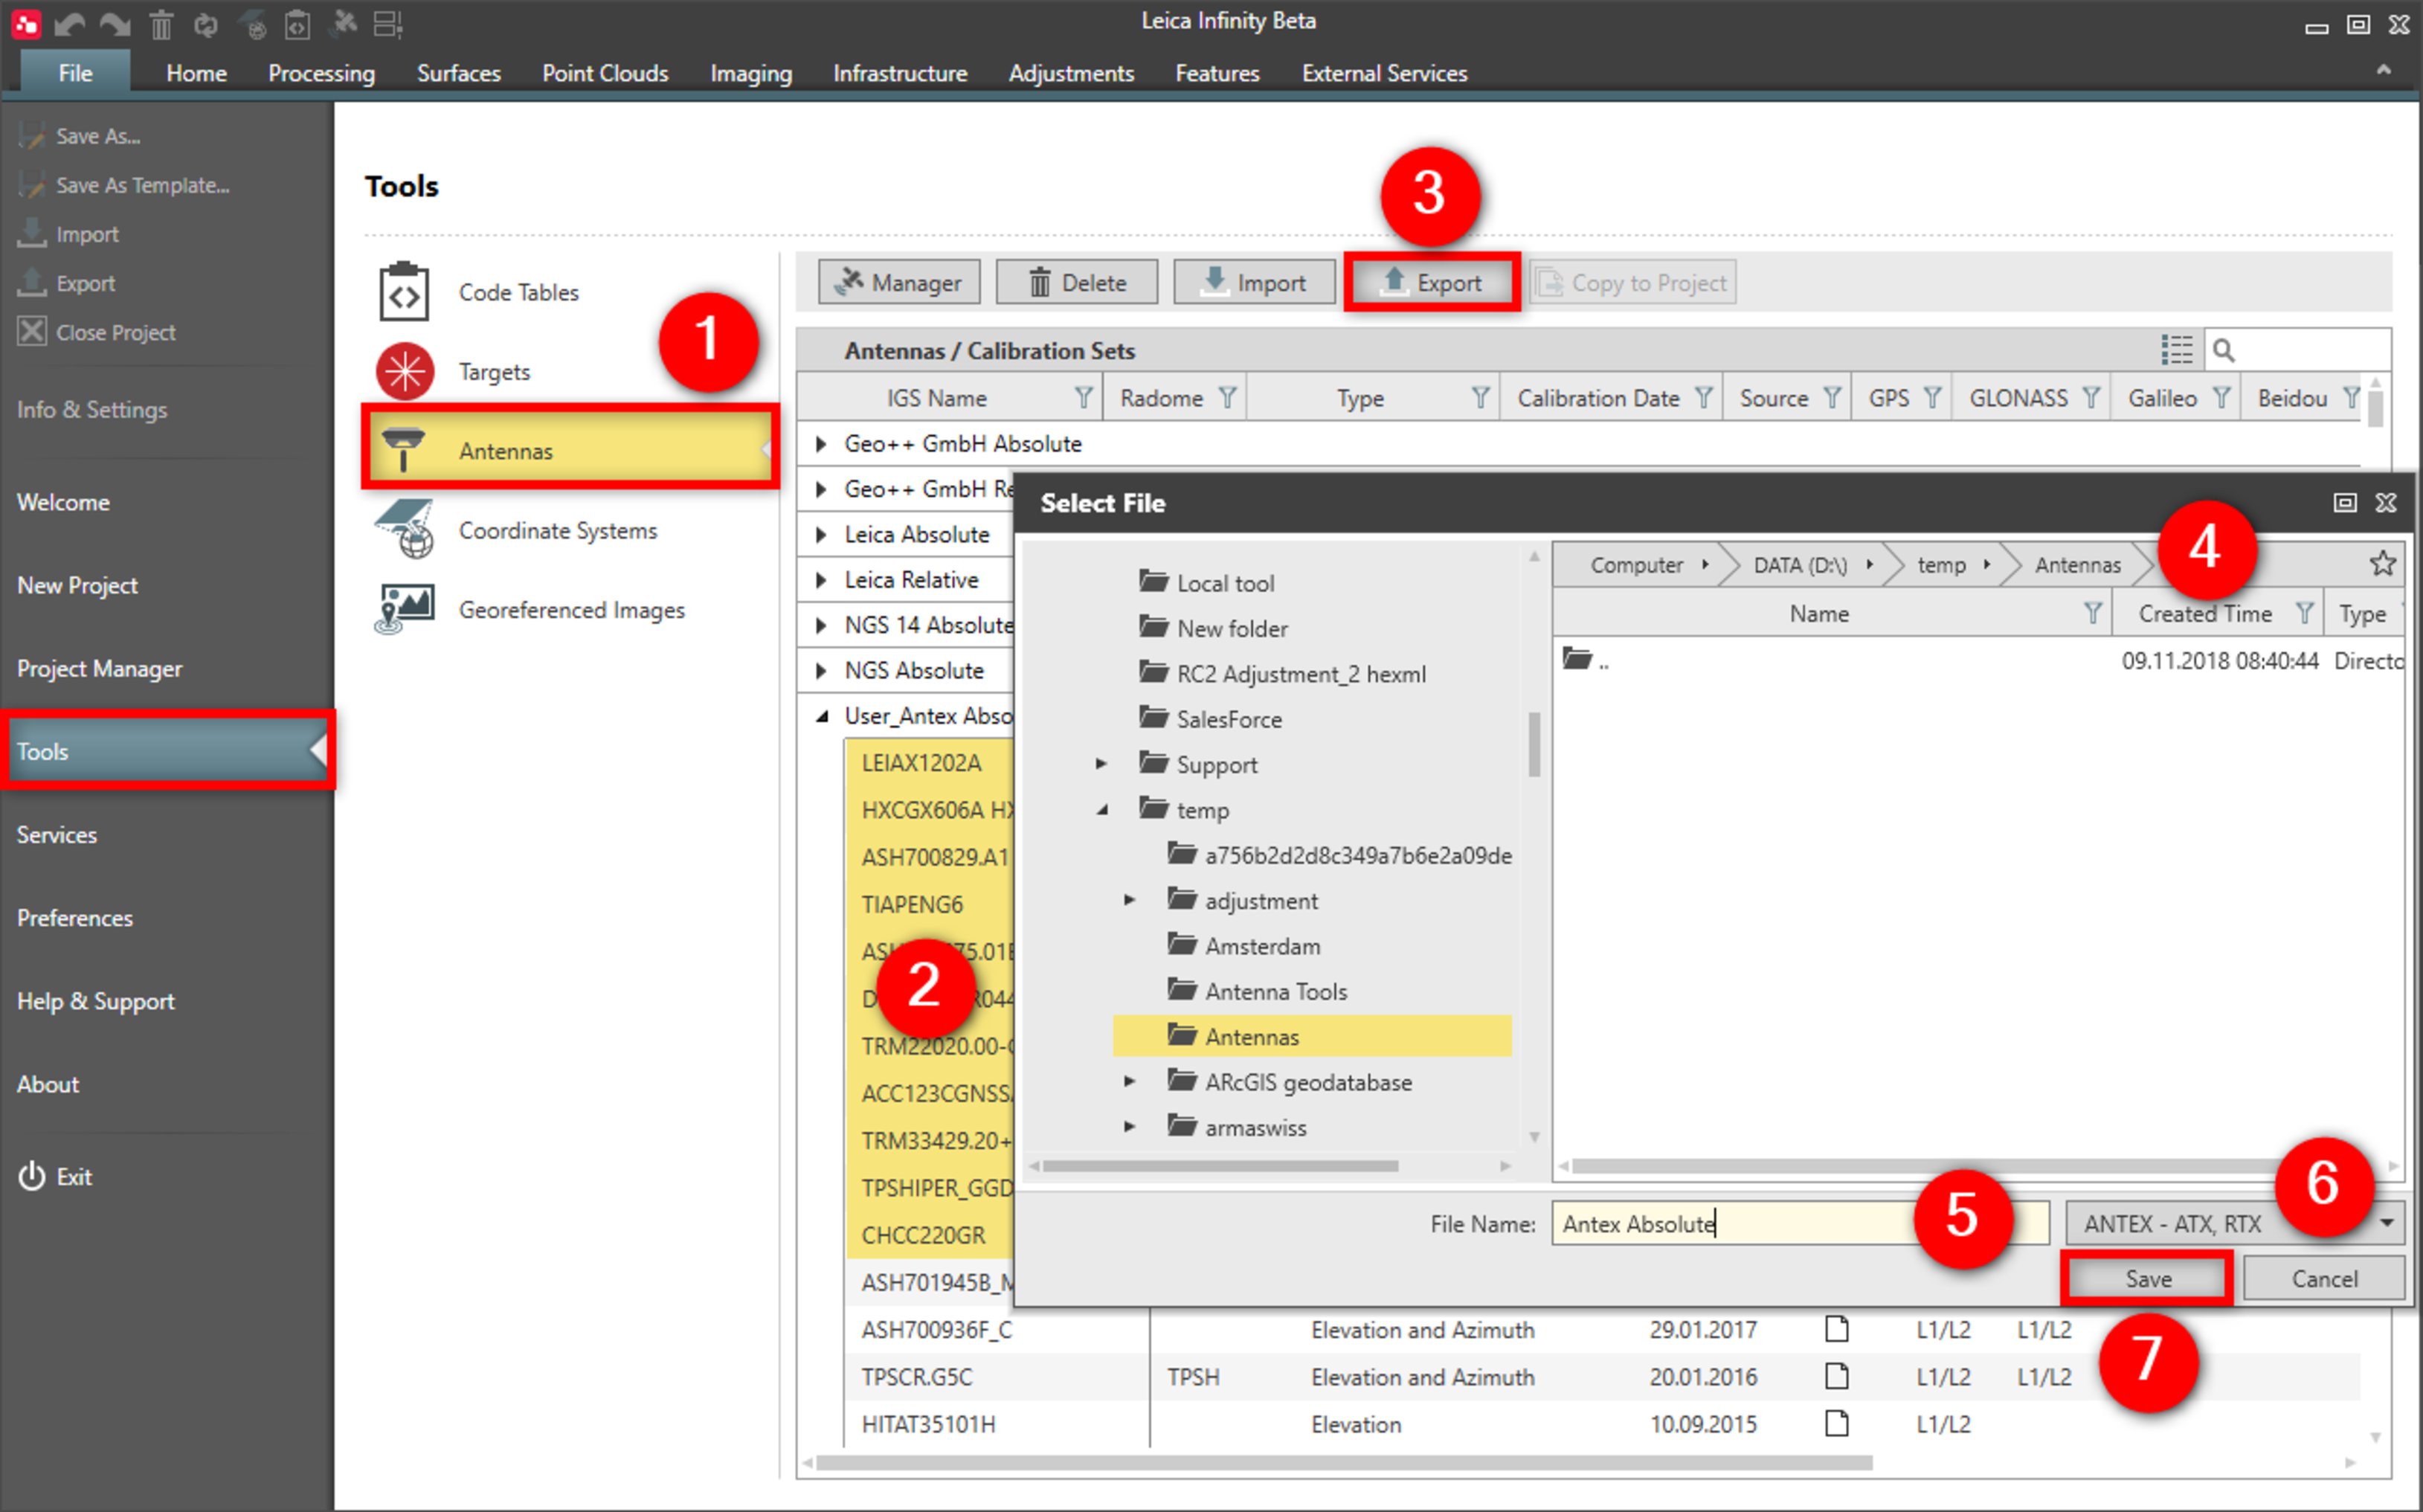 Leica Infinity Beta
File Home Processing Surfaces Point Clouds Imaging Infrastructure Adjustments Features External Services
Save As...
Save As Template...
Import
Export
Close Project
Info & Settings
Welcome
New Project
Project Manager
Tools
Services
Preferences
Help & Support
About
Exit
Tools
Code Tables
Targets
Antennas
Coordinate Systems
Georeferenced Images
1
3
Manager Delete Import Export Copy to Project
Antennas / Calibration Sets
IGS Name Radome Type Calibration Date Source GPS GLONASS Galileo Beidou
Geo++ GmbH Absolute
Geo++ GmbH Re
Leica Absolute
Leica Relative
NGS 14 Absolute
NGS Absolute
User_Antex Abso
LEIAX1202A
HXCGX606A HX
ASH700829.A1
TIAPENG6
AS 75.01E
D R044
2
TRM22020.00-
ACC123CGNSS
TRM33429.20+
TPSHIPER_GGD
CHCC220GR
ASH701945B_M
ASH700936F_C Elevation and Azimuth 29.01.2017 L1/L2 L1/L2
TPSCR.G5C TPSH Elevation and Azimuth 20.01.2016 L1/L2 L1/L2
HITAT35101H Elevation 10.09.2015 L1/L2
Select File
Local tool
New folder
RC2 Adjustment_2 hexml
SalesForce
Support
temp
a756b2d2d8c349a7b6e2a09de
adjustment
Amsterdam
Antenna Tools
Antennas
ARcGIS geodatabase
armaswiss
Computer DATA (D:\) temp Antennas
4
Name Created Time Type
.. 09.11.2018 08:40:44 Directo
File Name: Antex Absolute
5
ANTEX - ATX, RTX
6
Save Cancel
7